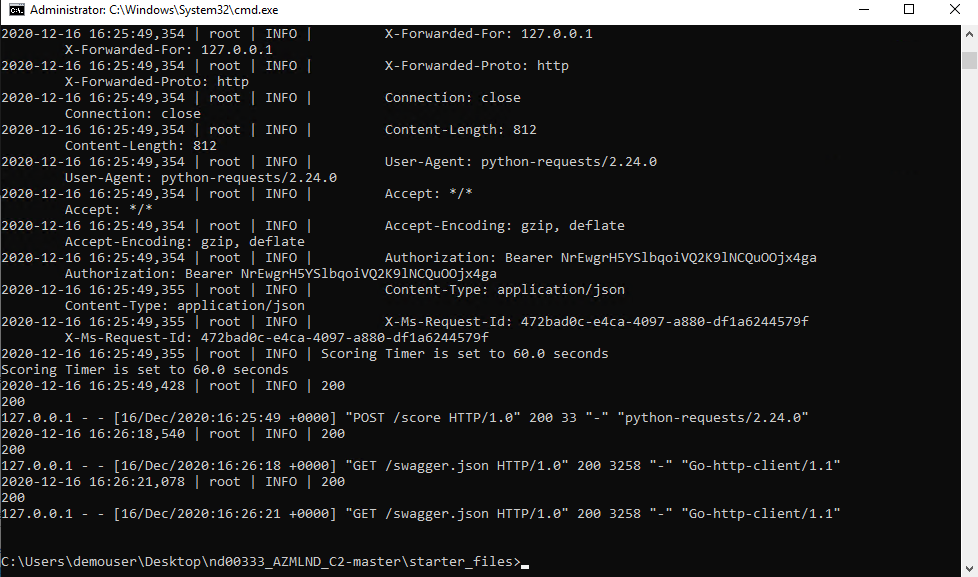 Administrator: C:\Windows\System32\cmd.exe
2020-12-16 16:25:49,354 | root | INFO | X-Forwarded-For: 127.0.0.1
X-Forwarded-For: 127.0.0.1
2020-12-16 16:25:49,354 | root | INFO | X-Forwarded-Proto: http
X-Forwarded-Proto: http
2020-12-16 16:25:49,354 | root | INFO | Connection: close
Connection: close
2020-12-16 16:25:49,354 | root | INFO | Content-Length: 812
Content-Length: 812
2020-12-16 16:25:49,354 | root | INFO | User-Agent: python-requests/2.24.0
User-Agent: python-requests/2.24.0
2020-12-16 16:25:49,354 | root | INFO | Accept: */*
Accept: */*
2020-12-16 16:25:49,354 | root | INFO | Accept-Encoding: gzip, deflate
Accept-Encoding: gzip, deflate
2020-12-16 16:25:49,354 | root | INFO | Authorization: Bearer NrEwgrH5YSlbqoiVQ2K9lNCQuOOjx4ga
Authorization: Bearer NrEwgrH5YSlbqoiVQ2K9lNCQuOOjx4ga
2020-12-16 16:25:49,355 | root | INFO | Content-Type: application/json
Content-Type: application/json
2020-12-16 16:25:49,355 | root | INFO | X-Ms-Request-Id: 472bad0c-e4ca-4097-a880-df1a6244579f
X-Ms-Request-Id: 472bad0c-e4ca-4097-a880-df1a6244579f
2020-12-16 16:25:49,355 | root | INFO | Scoring Timer is set to 60.0 seconds
Scoring Timer is set to 60.0 seconds
2020-12-16 16:25:49,428 | root | INFO | 200
200
127.0.0.1 - - [16/Dec/2020:16:25:49 +0000] "POST /score HTTP/1.0" 200 33 "-" "python-requests/2.24.0"
2020-12-16 16:26:18,540 | root | INFO | 200
200
127.0.0.1 - - [16/Dec/2020:16:26:18 +0000] "GET /swagger.json HTTP/1.0" 200 3258 "-" "Go-http-client/1.1"
2020-12-16 16:26:21,078 | root | INFO | 200
200
127.0.0.1 - - [16/Dec/2020:16:26:21 +0000] "GET /swagger.json HTTP/1.0" 200 3258 "-" "Go-http-client/1.1"
C:\Users\demouser\Desktop\nd00333_AZMLND_C2-master\starter_files>